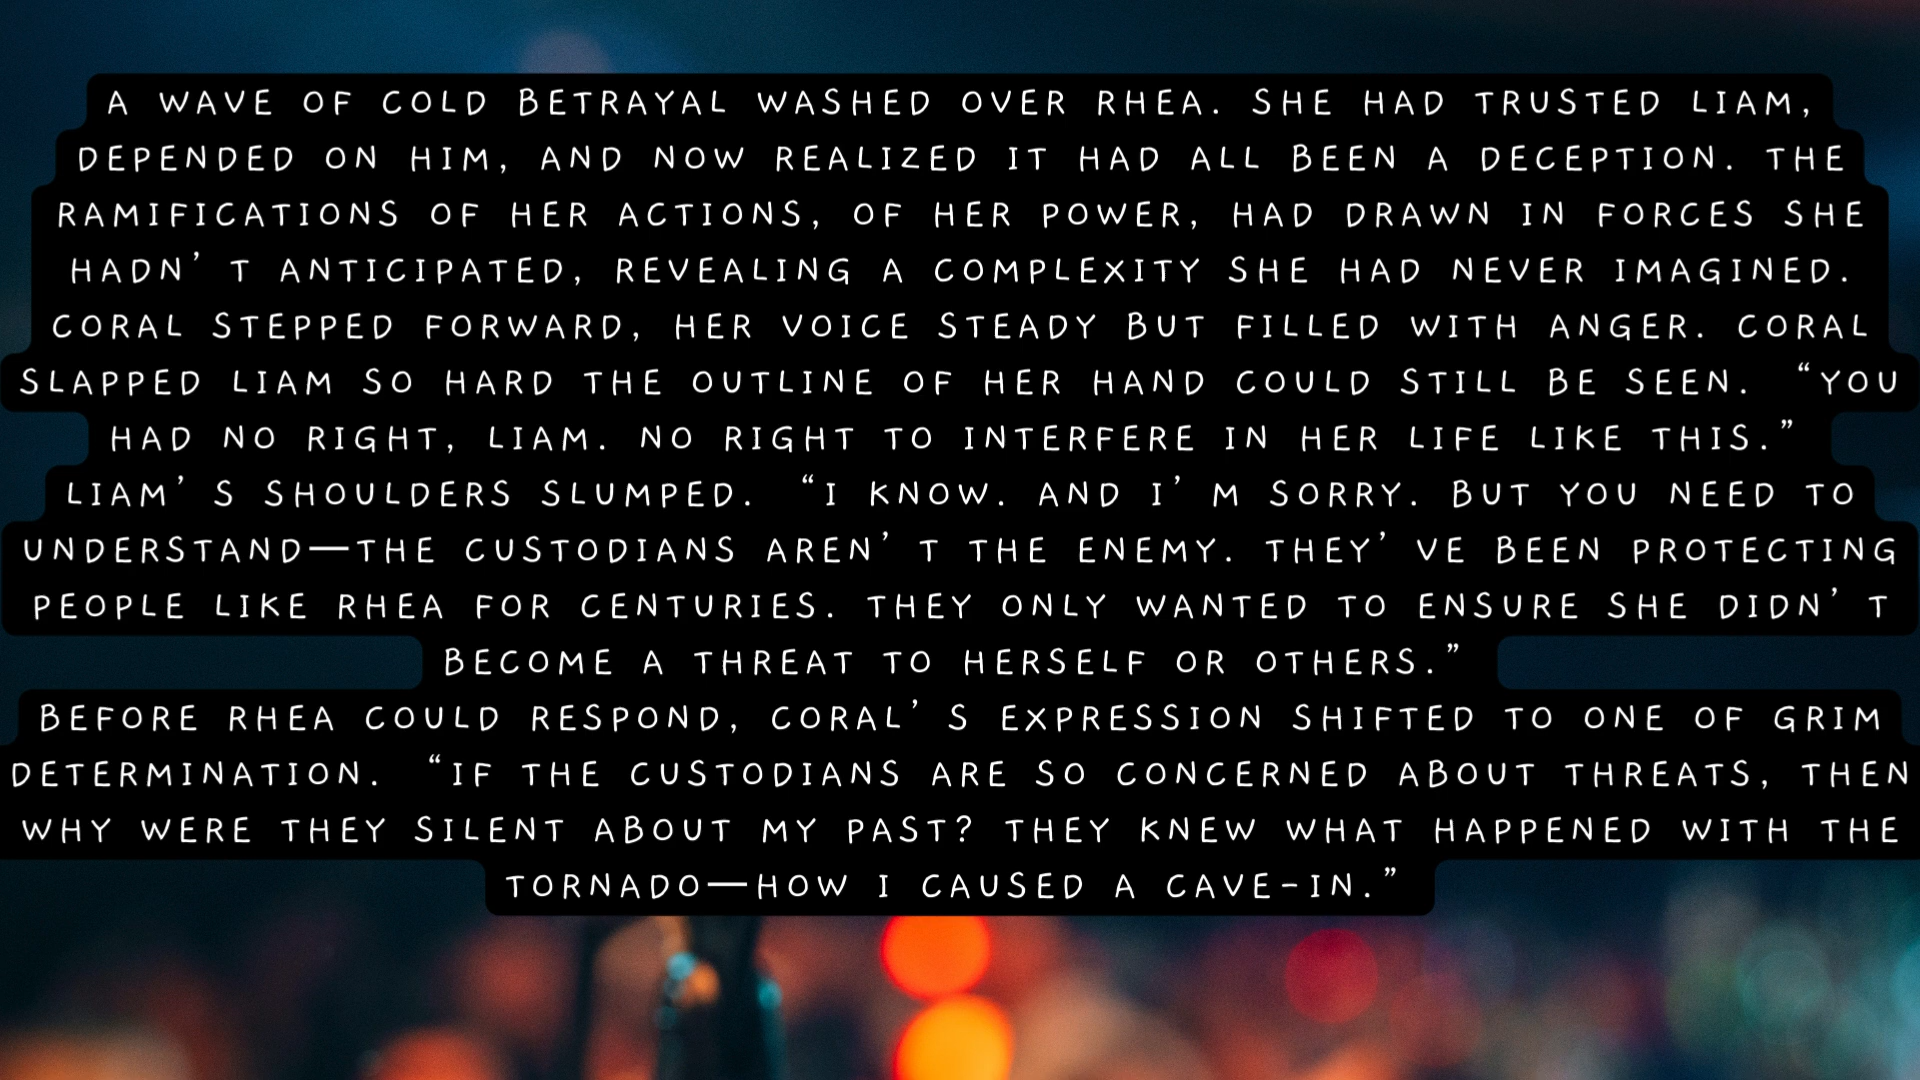 A WAVE OF COLD BETRAYAL WASHED OVER RHEA. SHE HAD TRUSTED LIAM,
DEPENDED ON HIM, AND NOW REALIZED IT HAD ALL BEEN A DECEPTION. THE
RAMIFICATIONS OF HER ACTIONS, OF HER POWER, HAD DRAWN IN FORCES SHE
HADN’T ANTICIPATED, REVEALING A COMPLEXITY SHE HAD NEVER IMAGINED.
CORAL STEPPED FORWARD, HER VOICE STEADY BUT FILLED WITH ANGER. CORAL
SLAPPED LIAM SO HARD THE OUTLINE OF HER HAND COULD STILL BE SEEN. “YOU
HAD NO RIGHT, LIAM. NO RIGHT TO INTERFERE IN HER LIFE LIKE THIS.”
LIAM’S SHOULDERS SLUMPED. “I KNOW. AND I’M SORRY. BUT YOU NEED TO
UNDERSTAND—THE CUSTODIANS AREN’T THE ENEMY. THEY’VE BEEN PROTECTING
PEOPLE LIKE RHEA FOR CENTURIES. THEY ONLY WANTED TO ENSURE SHE DIDN’T
BECOME A THREAT TO HERSELF OR OTHERS.”
BEFORE RHEA COULD RESPOND, CORAL’S EXPRESSION SHIFTED TO ONE OF GRIM
DETERMINATION. “IF THE CUSTODIANS ARE SO CONCERNED ABOUT THREATS, THEN
WHY WERE THEY SILENT ABOUT MY PAST? THEY KNEW WHAT HAPPENED WITH THE
TORNADO—HOW I CAUSED A CAVE-IN.”